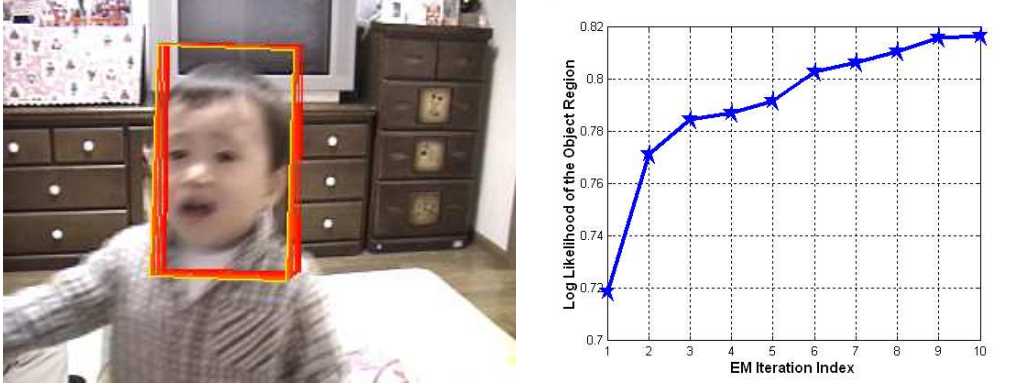 Log Likelihood of the Object Region
0.82
0.8
0.78
0.76
0.74
0.72
0.7
1 2 3 4 5 6 7 8 9 10
EM Iteration Index